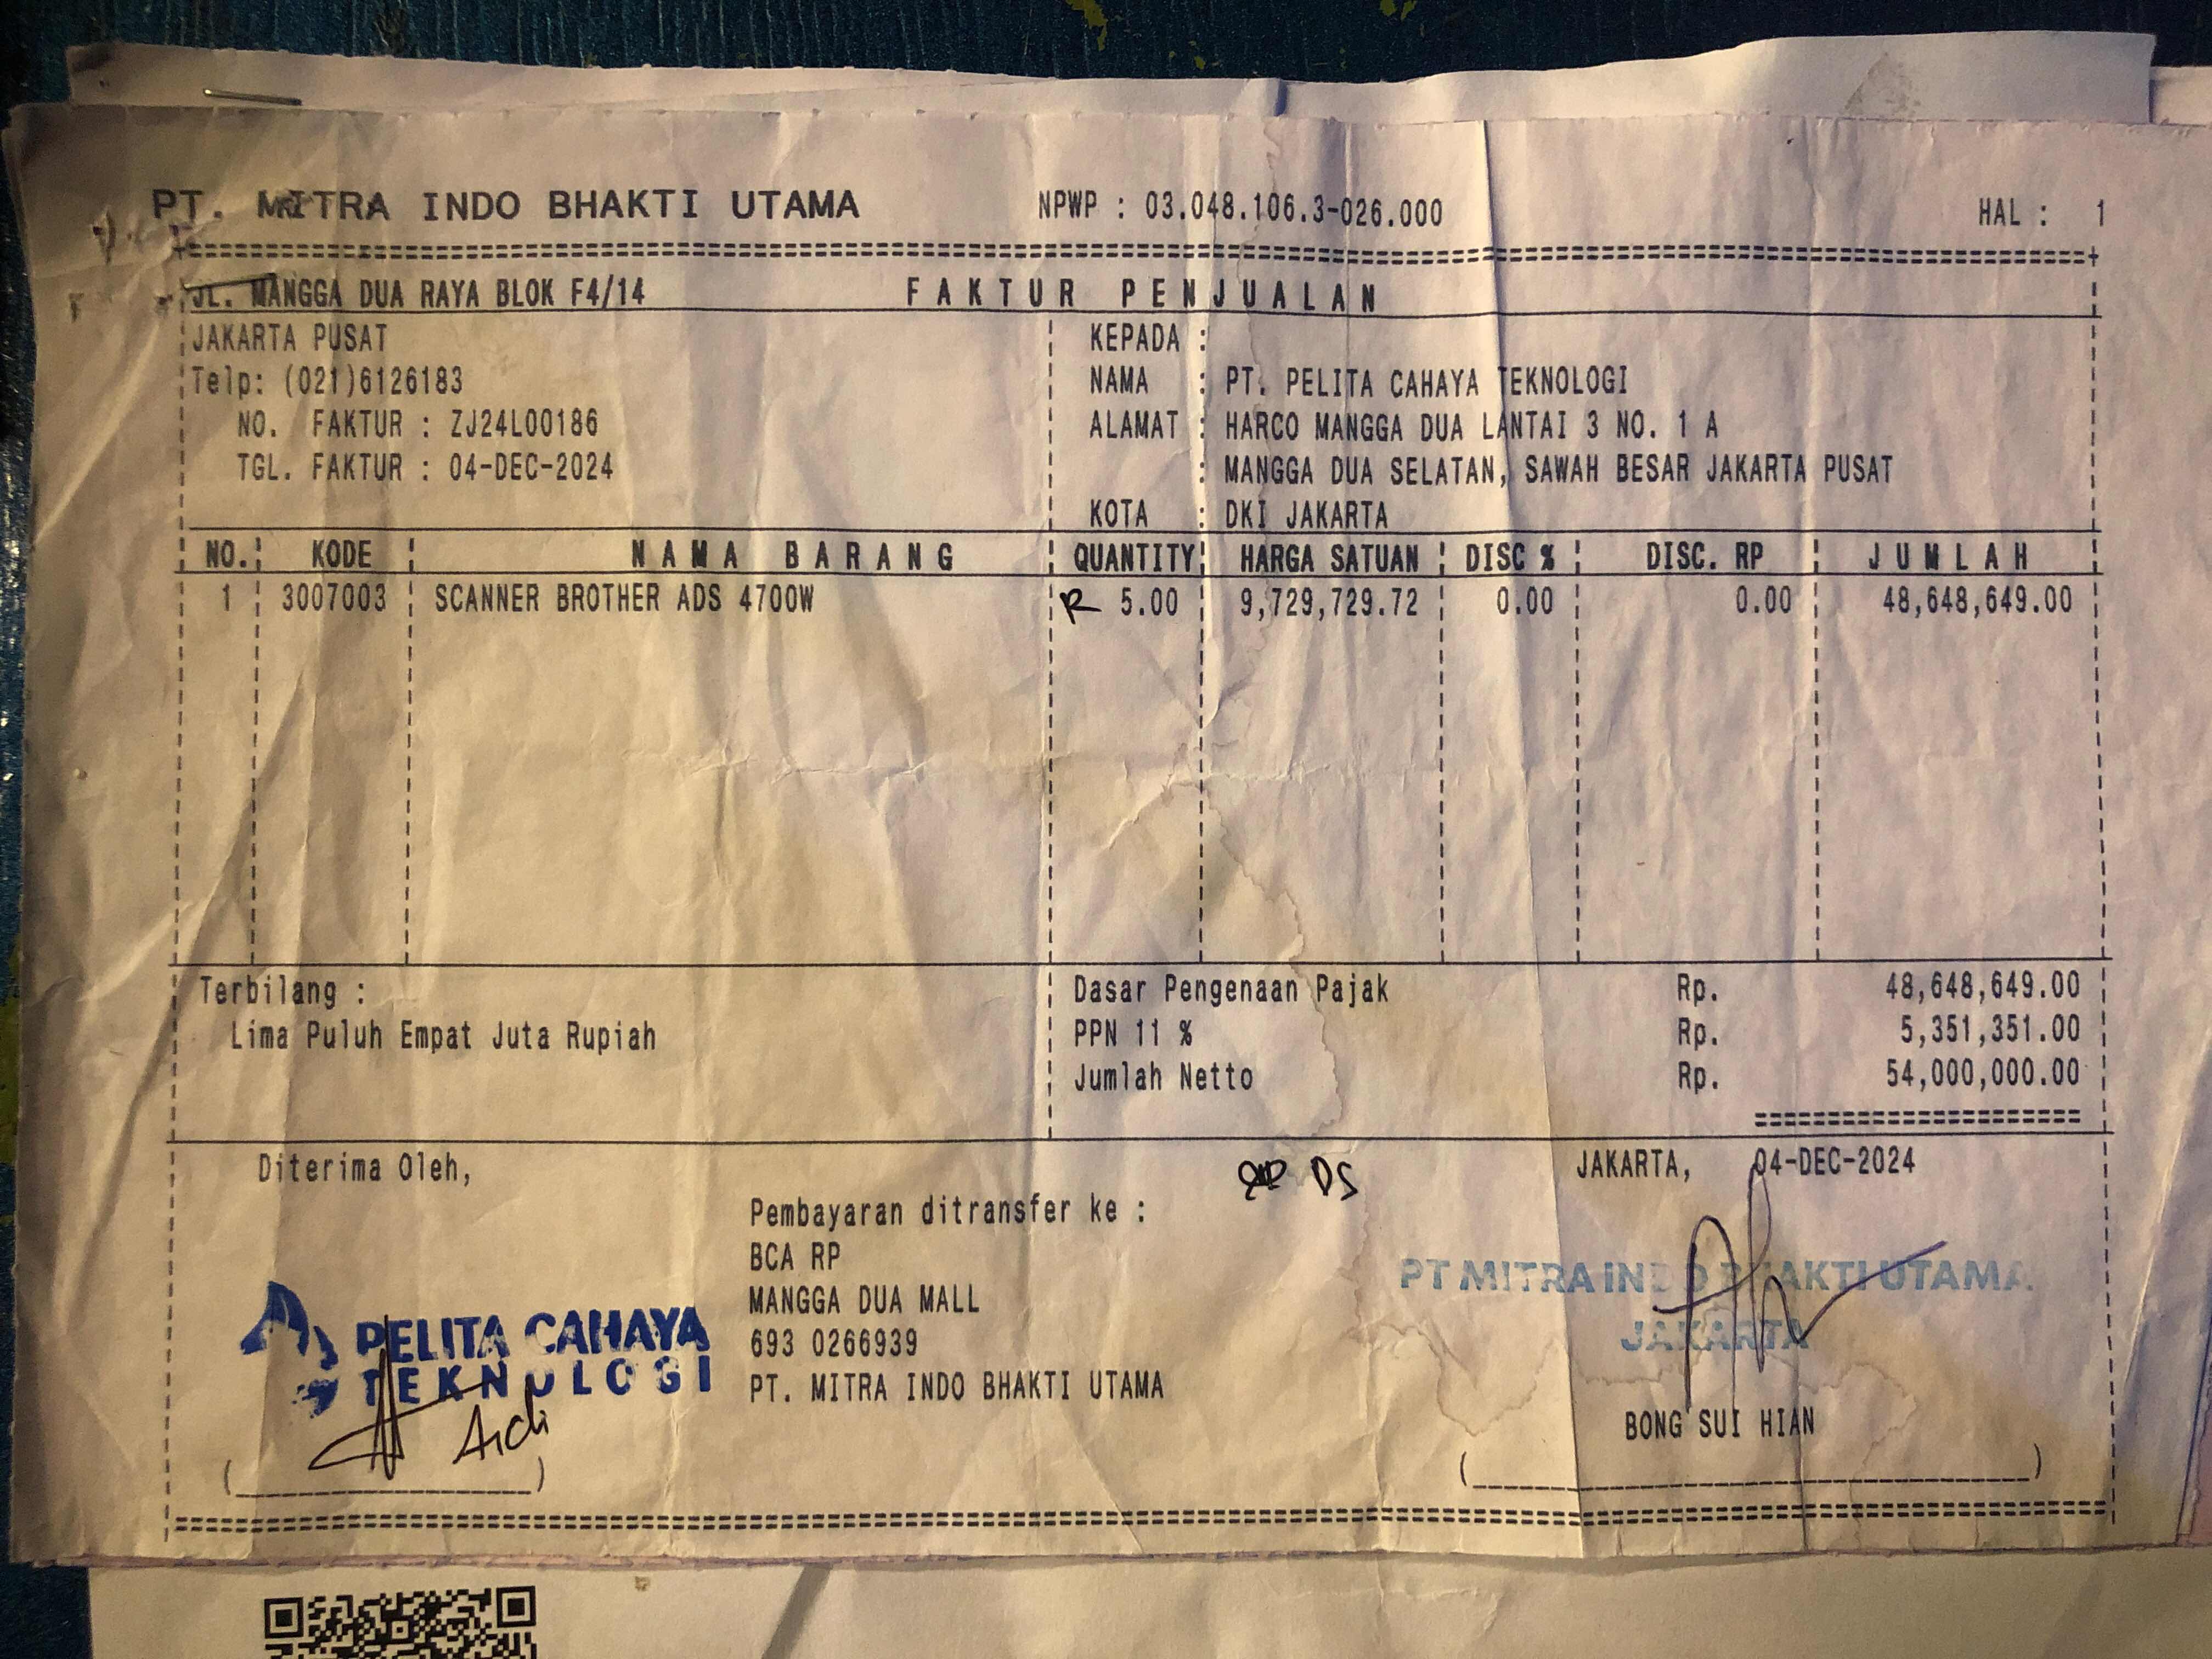 PT. MITRA INDO BHAKTI UTAMA NPWP : 03.048.106.3-026.000 HAL : 1
JL. MANGGA DUA RAYA BLOK F4/14 FAKTUR PENJUALAN
JAKARTA PUSAT KEPADA :
Telp: (021)6126183 NAMA : PT. PELITA CAHAYA TEKNOLOGI
NO. FAKTUR : ZJ24L00186 ALAMAT : HARCO MANGGA DUA LANTAI 3 NO. 1 A
TGL. FAKTUR : 04-DEC-2024 : MANGGA DUA SELATAN, SAWAH BESAR JAKARTA PUSAT
KOTA : DKI JAKARTA
NO. KODE NAMA BARANG QUANTITY HARGA SATUAN DISC % DISC. RP JUMLAH
1 3007003 SCANNER BROTHER ADS 4700W R 5.00 9,729,729.72 0.00 0.00 48,648,649.00
Terbilang : Dasar Pengenaan Pajak Rp. 48,648,649.00
Lima Puluh Empat Juta Rupiah PPN 11 % Rp. 5,351,351.00
Jumlah Netto Rp. 54,000,000.00
Diterima Oleh, DS JAKARTA, 04-DEC-2024
Pembayaran ditransfer ke :
BCA RP
MANGGA DUA MALL
693 0266939
PT. MITRA INDO BHAKTI UTAMA
PELITA CAHAYA
TEKNOLOGI
Aidi
PT MITRA INDO BHAKTI UTAMA
JAKARTA
BONG SUI HIAN